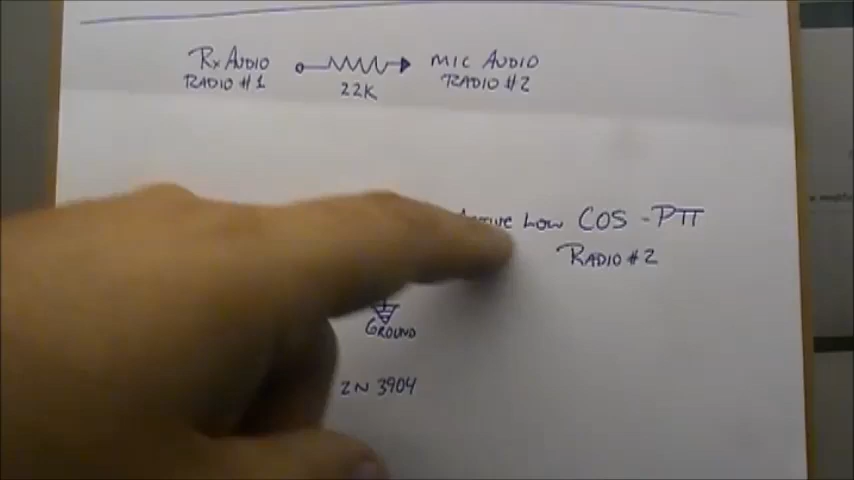 Rx AUDIO
RADIO #1
22K
MIC AUDIO
RADIO #2
Low COS - PTT
RADIO #2
GROUND
2N 3904